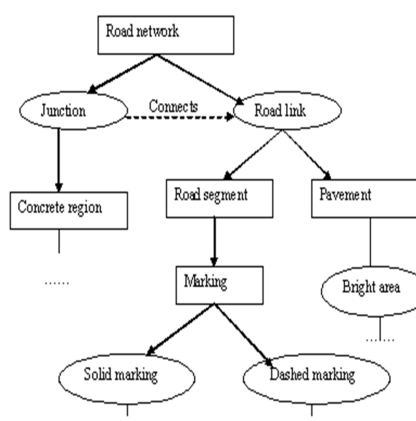 Road network
Junction
Connects
Road link
Concrete region
Road segment
Pavement
......
Marking
Bright area
.......
Solid marking
Dashed marking